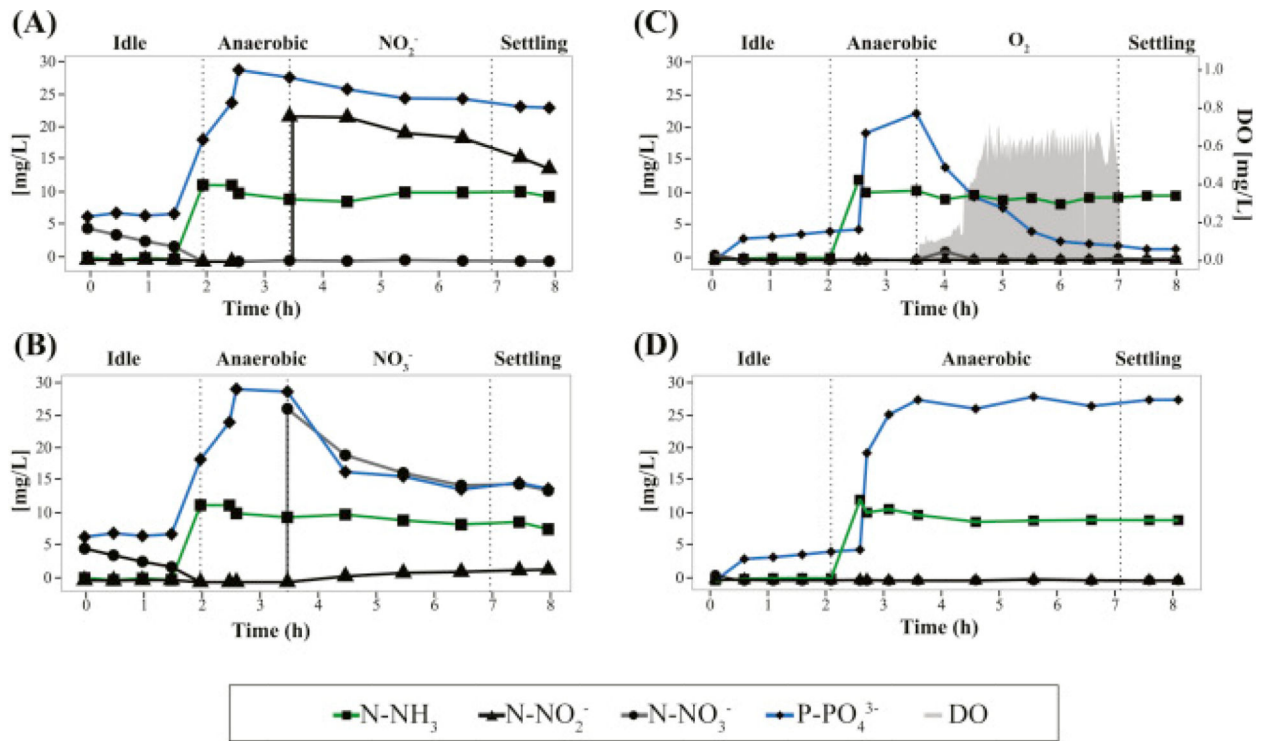 (A)
Idle Anaerobic NO₂⁻ Settling
30
25
20
15
10
5
0
[mg/L]
0 1 2 3 4 5 6 7 8
Time (h)
(C)
Idle Anaerobic O₂ Settling
30
25
20
15
10
5
0
[mg/L]
1.0
0.8
0.6
0.4
0.2
0.0
DO [mg/L]
0 1 2 3 4 5 6 7 8
Time (h)
(B)
Idle Anaerobic NO₃⁻ Settling
30
25
20
15
10
5
0
[mg/L]
0 1 2 3 4 5 6 7 8
Time (h)
(D)
Idle Anaerobic Settling
30
25
20
15
10
5
0
[mg/L]
0 1 2 3 4 5 6 7 8
Time (h)
N-NH₃ N-NO₂⁻ N-NO₃⁻ P-PO₄³⁻ DO